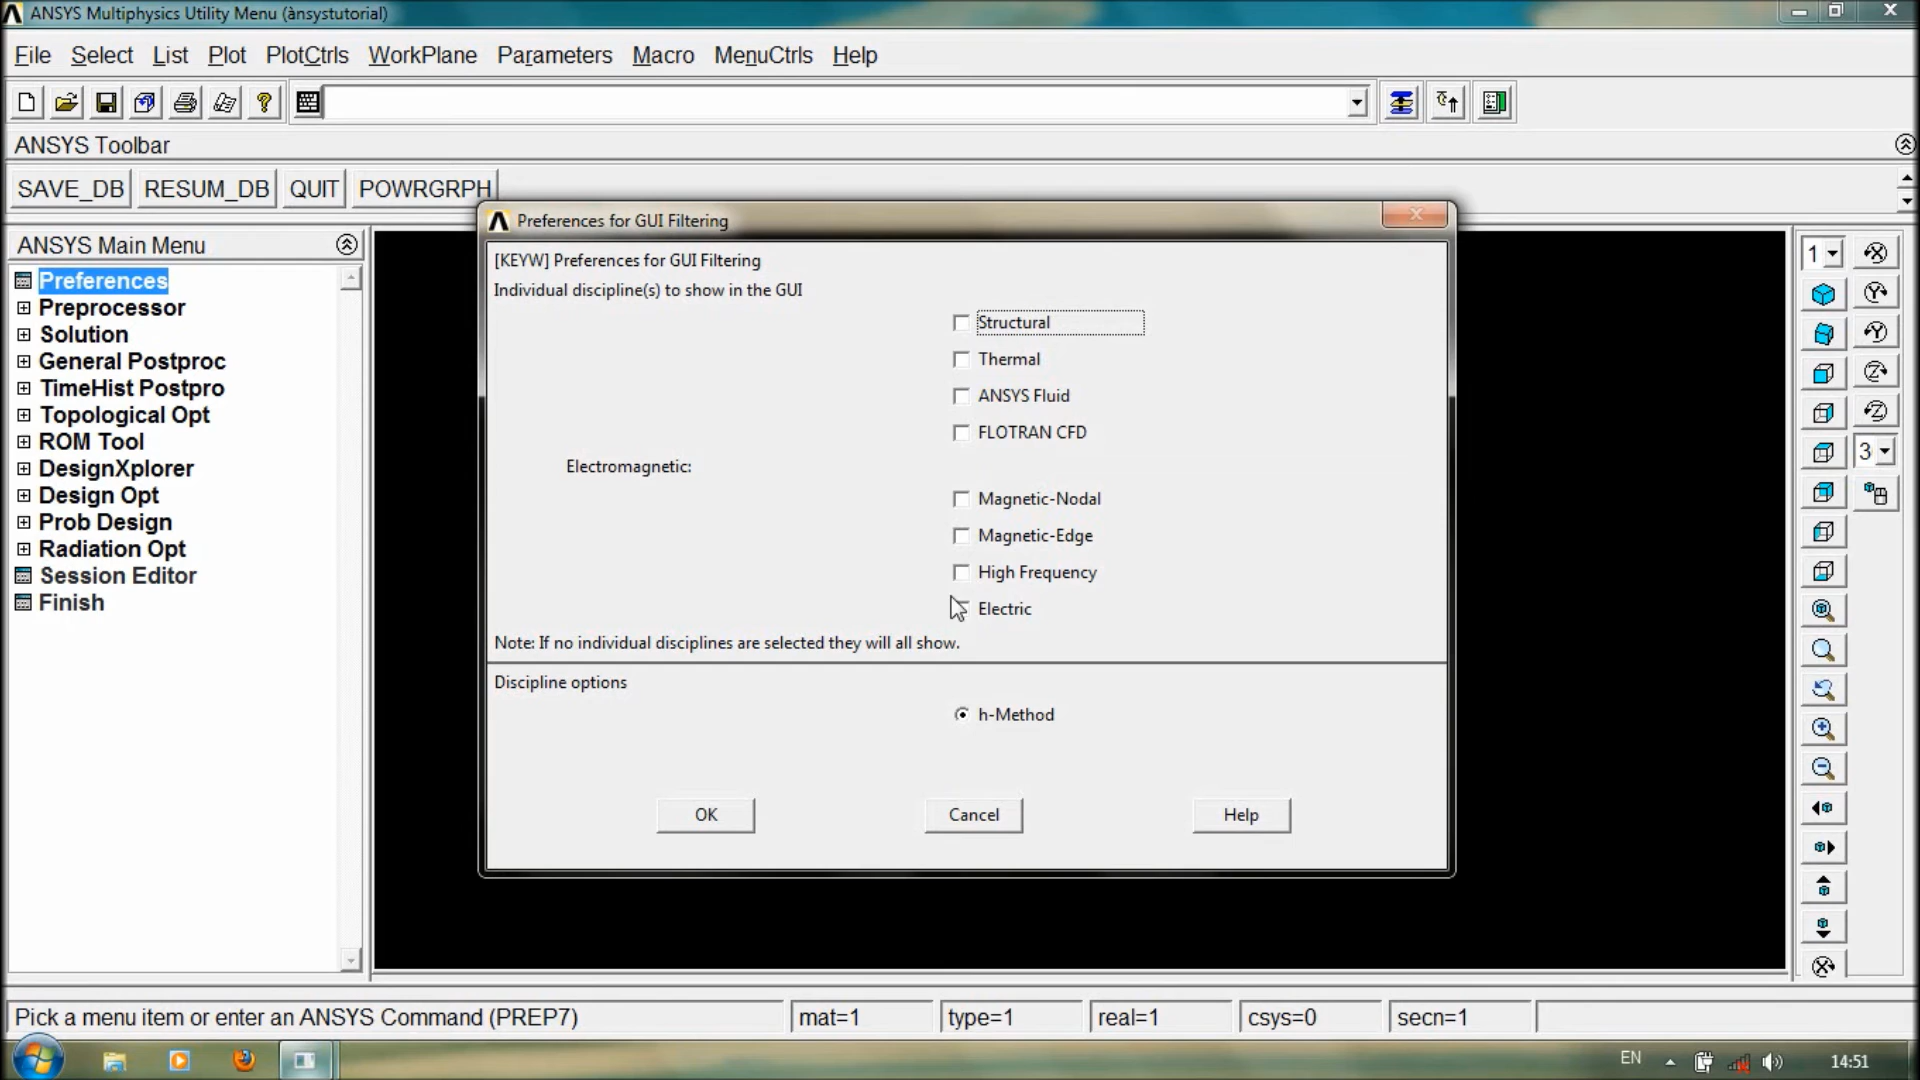 ANSYS Multiphysics Utility Menu (ànsystutorial)
File Select List Plot PlotCtrls WorkPlane Parameters Macro MenuCtrls Help
ANSYS Toolbar
SAVE_DB RESUM_DB QUIT POWRGRPH
ANSYS Main Menu
Preferences
Preprocessor
Solution
General Postproc
TimeHist Postpro
Topological Opt
ROM Tool
DesignXplorer
Design Opt
Prob Design
Radiation Opt
Session Editor
Finish
Preferences for GUI Filtering
[KEYW] Preferences for GUI Filtering
Individual discipline(s) to show in the GUI
Structural
Thermal
ANSYS Fluid
FLOTRAN CFD
Electromagnetic:
Magnetic-Nodal
Magnetic-Edge
High Frequency
Electric
Note: If no individual disciplines are selected they will all show.
Discipline options
h-Method
OK Cancel Help
1
X
Y
Y
Z
Z
3
Pick a menu item or enter an ANSYS Command (PREP7) mat=1 type=1 real=1 csys=0 secn=1
EN 14:51